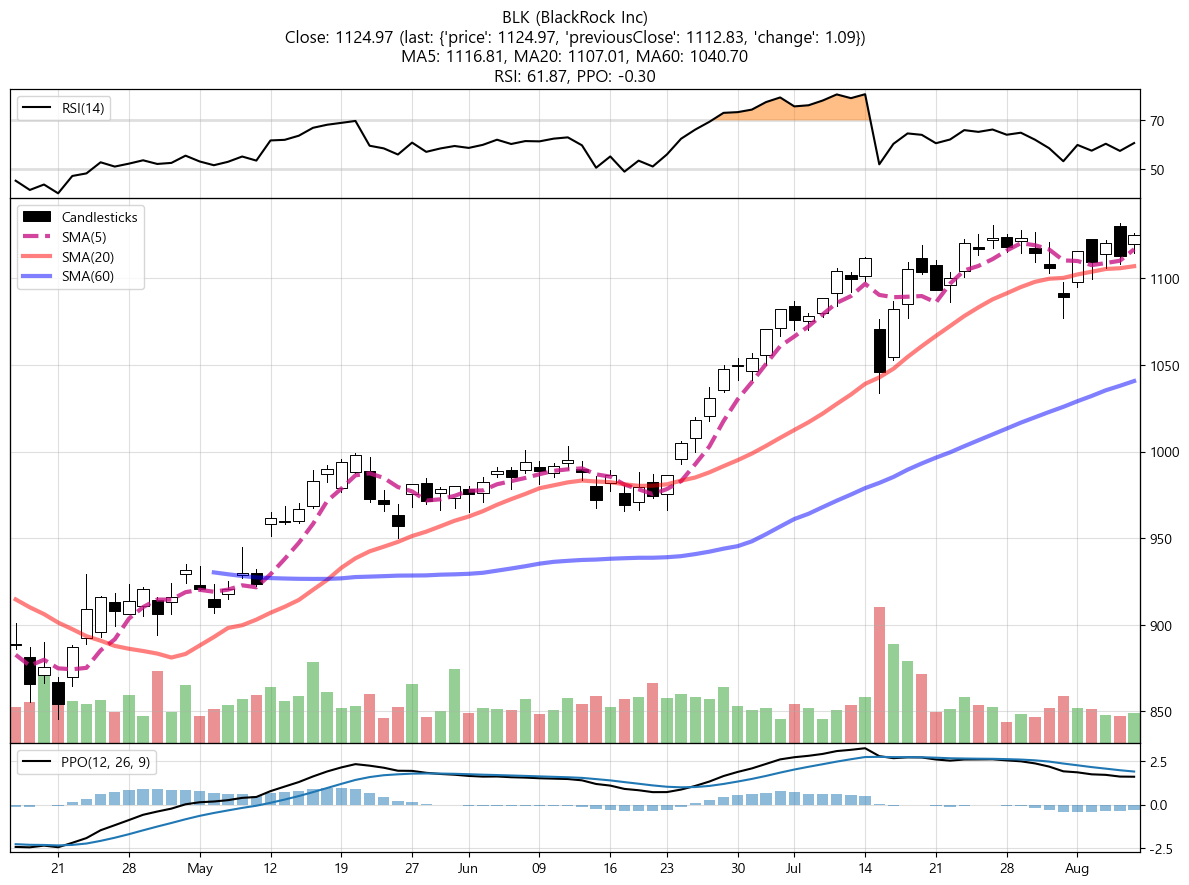 BLK (BlackRock Inc)
Close: 1124.97 (last: {'price': 1124.97, 'previousClose': 1112.83, 'change': 1.09})
MA5: 1116.81, MA20: 1107.01, MA60: 1040.70
RSI: 61.87, PPO: -0.30
RSI(14)
70
50
Candlesticks
SMA(5)
SMA(20)
SMA(60)
1100
1050
1000
950
900
850
PPO(12, 26, 9)
2.5
0.0
-2.5
21 28 May 12 19 27 Jun 09 16 23 30 Jul 14 21 28 Aug